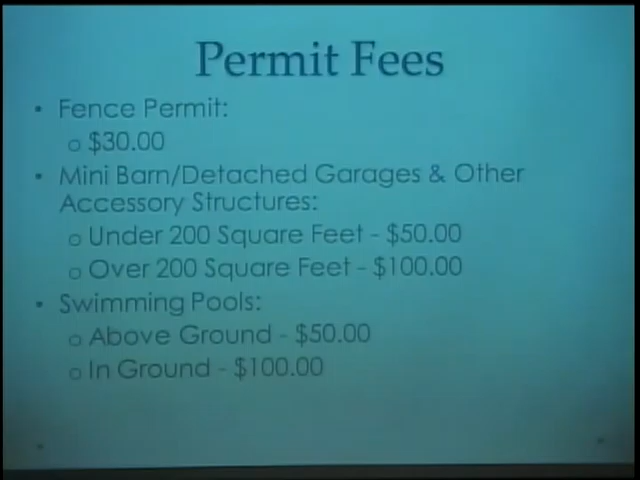 Permit Fees
• Fence Permit:
o $30.00
• Mini Barn/Detached Garages & Other
Accessory Structures:
o Under 200 Square Feet - $50.00
o Over 200 Square Feet - $100.00
• Swimming Pools:
o Above Ground - $50.00
o In Ground - $100.00